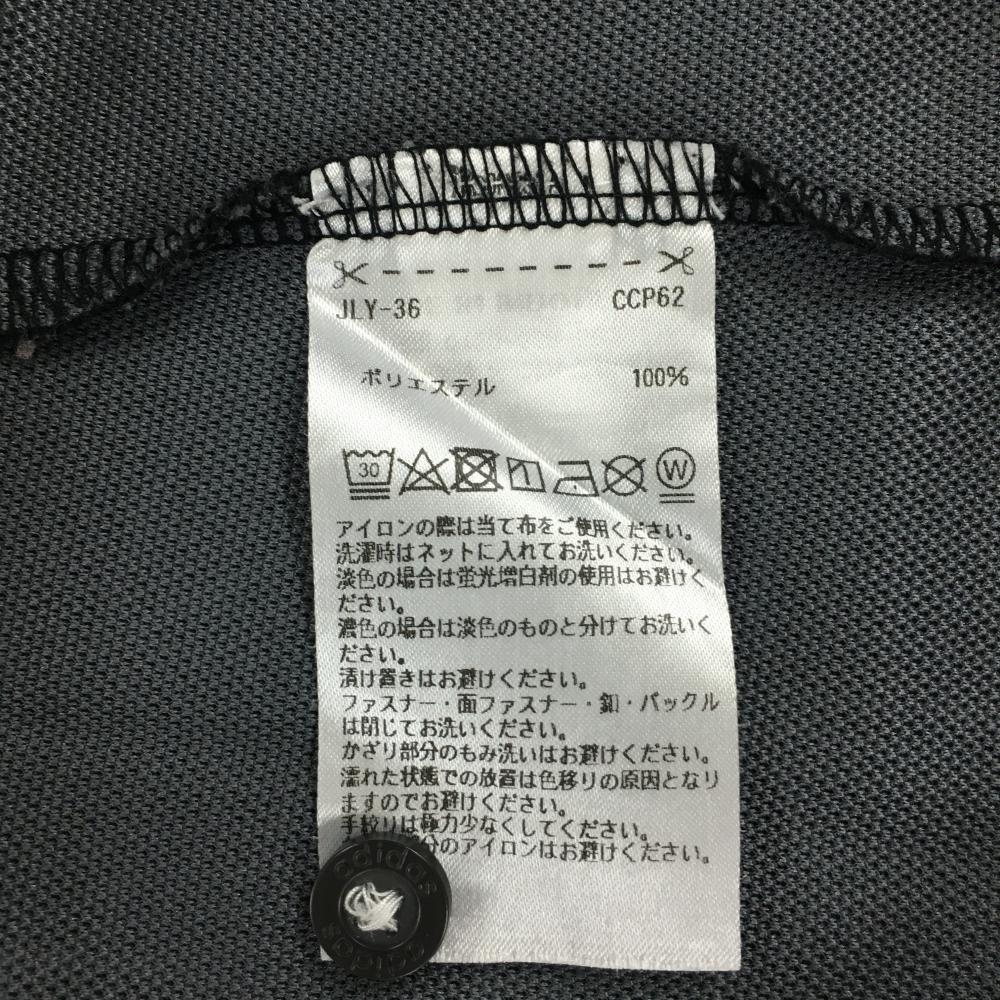 JLY-36 CCP62
ポリエステル 100%
30 W
アイロンの際は当て布をご使用ください。
洗濯時はネットに入れてお洗いください。
淡色の場合は蛍光増白剤の使用はお避けく
ださい。
濃色の場合は淡色のものと分けてお洗いく
ださい。
漬け置きはお避けください。
ファスナー・面ファスナー・釦・バックル
は閉じてお洗いください。
かざり部分のもみ洗いはお避けください。
濡れた状態での放置は色移りの原因となり
ますのでお避けください。
手絞りは極力少なくしてください。
分のアイロンはお避けください。
adidas
adidas